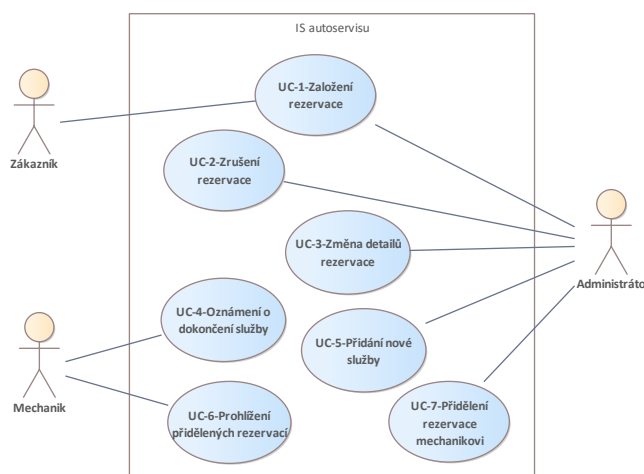 IS autoservisu
UC-1-Založení
rezervace
Zákazník
UC-2-Zrušení
rezervace
UC-3-Změna detailů
rezervace
Administráto
UC-4-Oznámení o
dokončení služby
UC-5-Přidání nové
služby
Mechanik
UC-6-Prohlížení
přidělených rezervací
UC-7-Přidělení
rezervace
mechanikovi